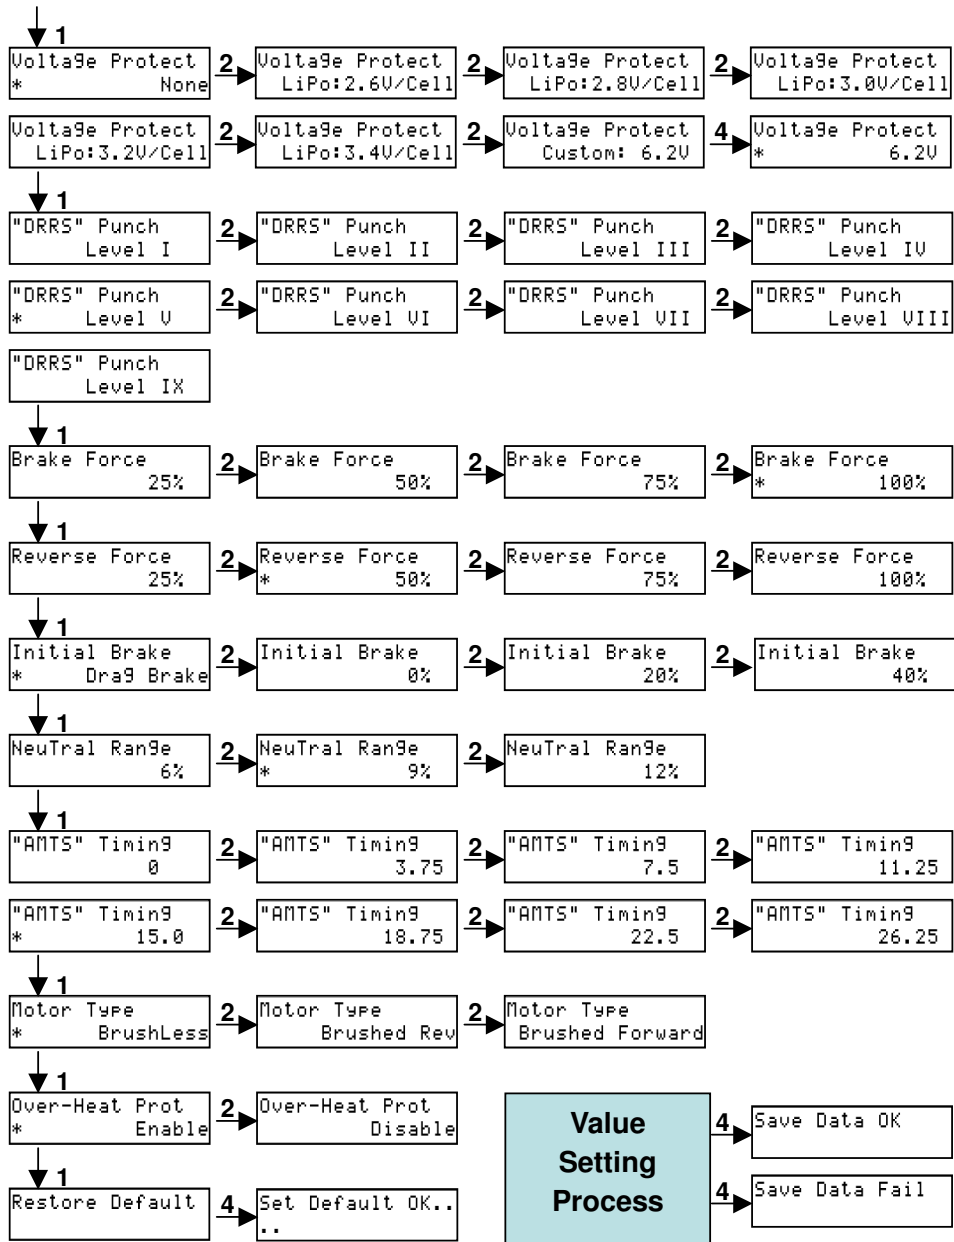 1
Voltage Protect
* None
2
Voltage Protect
LiPo:2.6V/Cell
2
Voltage Protect
LiPo:2.8V/Cell
2
Voltage Protect
LiPo:3.0V/Cell
Voltage Protect
LiPo:3.2V/Cell
2
Voltage Protect
LiPo:3.4V/Cell
2
Voltage Protect
Custom: 6.2V
4
Voltage Protect
* 6.2V
1
"DRRS" Punch
Level I
2
"DRRS" Punch
Level II
2
"DRRS" Punch
Level III
2
"DRRS" Punch
Level IV
"DRRS" Punch
* Level V
2
"DRRS" Punch
Level VI
2
"DRRS" Punch
Level VII
2
"DRRS" Punch
Level VIII
"DRRS" Punch
Level IX
1
Brake Force
25%
2
Brake Force
50%
2
Brake Force
75%
2
Brake Force
* 100%
1
Reverse Force
25%
2
Reverse Force
* 50%
2
Reverse Force
75%
2
Reverse Force
100%
1
Initial Brake
* Drag Brake
2
Initial Brake
0%
2
Initial Brake
20%
2
Initial Brake
40%
1
NeuTral Range
6%
2
NeuTral Range
* 9%
2
NeuTral Range
12%
1
"AMTS" Timing
0
2
"AMTS" Timing
3.75
2
"AMTS" Timing
7.5
2
"AMTS" Timing
11.25
"AMTS" Timing
* 15.0
2
"AMTS" Timing
18.75
2
"AMTS" Timing
22.5
2
"AMTS" Timing
26.25
1
Motor Type
* BrushLess
2
Motor Type
Brushed Rev
2
Motor Type
Brushed Forward
1
Over-Heat Prot
* Enable
2
Over-Heat Prot
Disable
1
Restore Default
4
Set Default OK..
..
Value
Setting
Process
4
Save Data OK
4
Save Data Fail